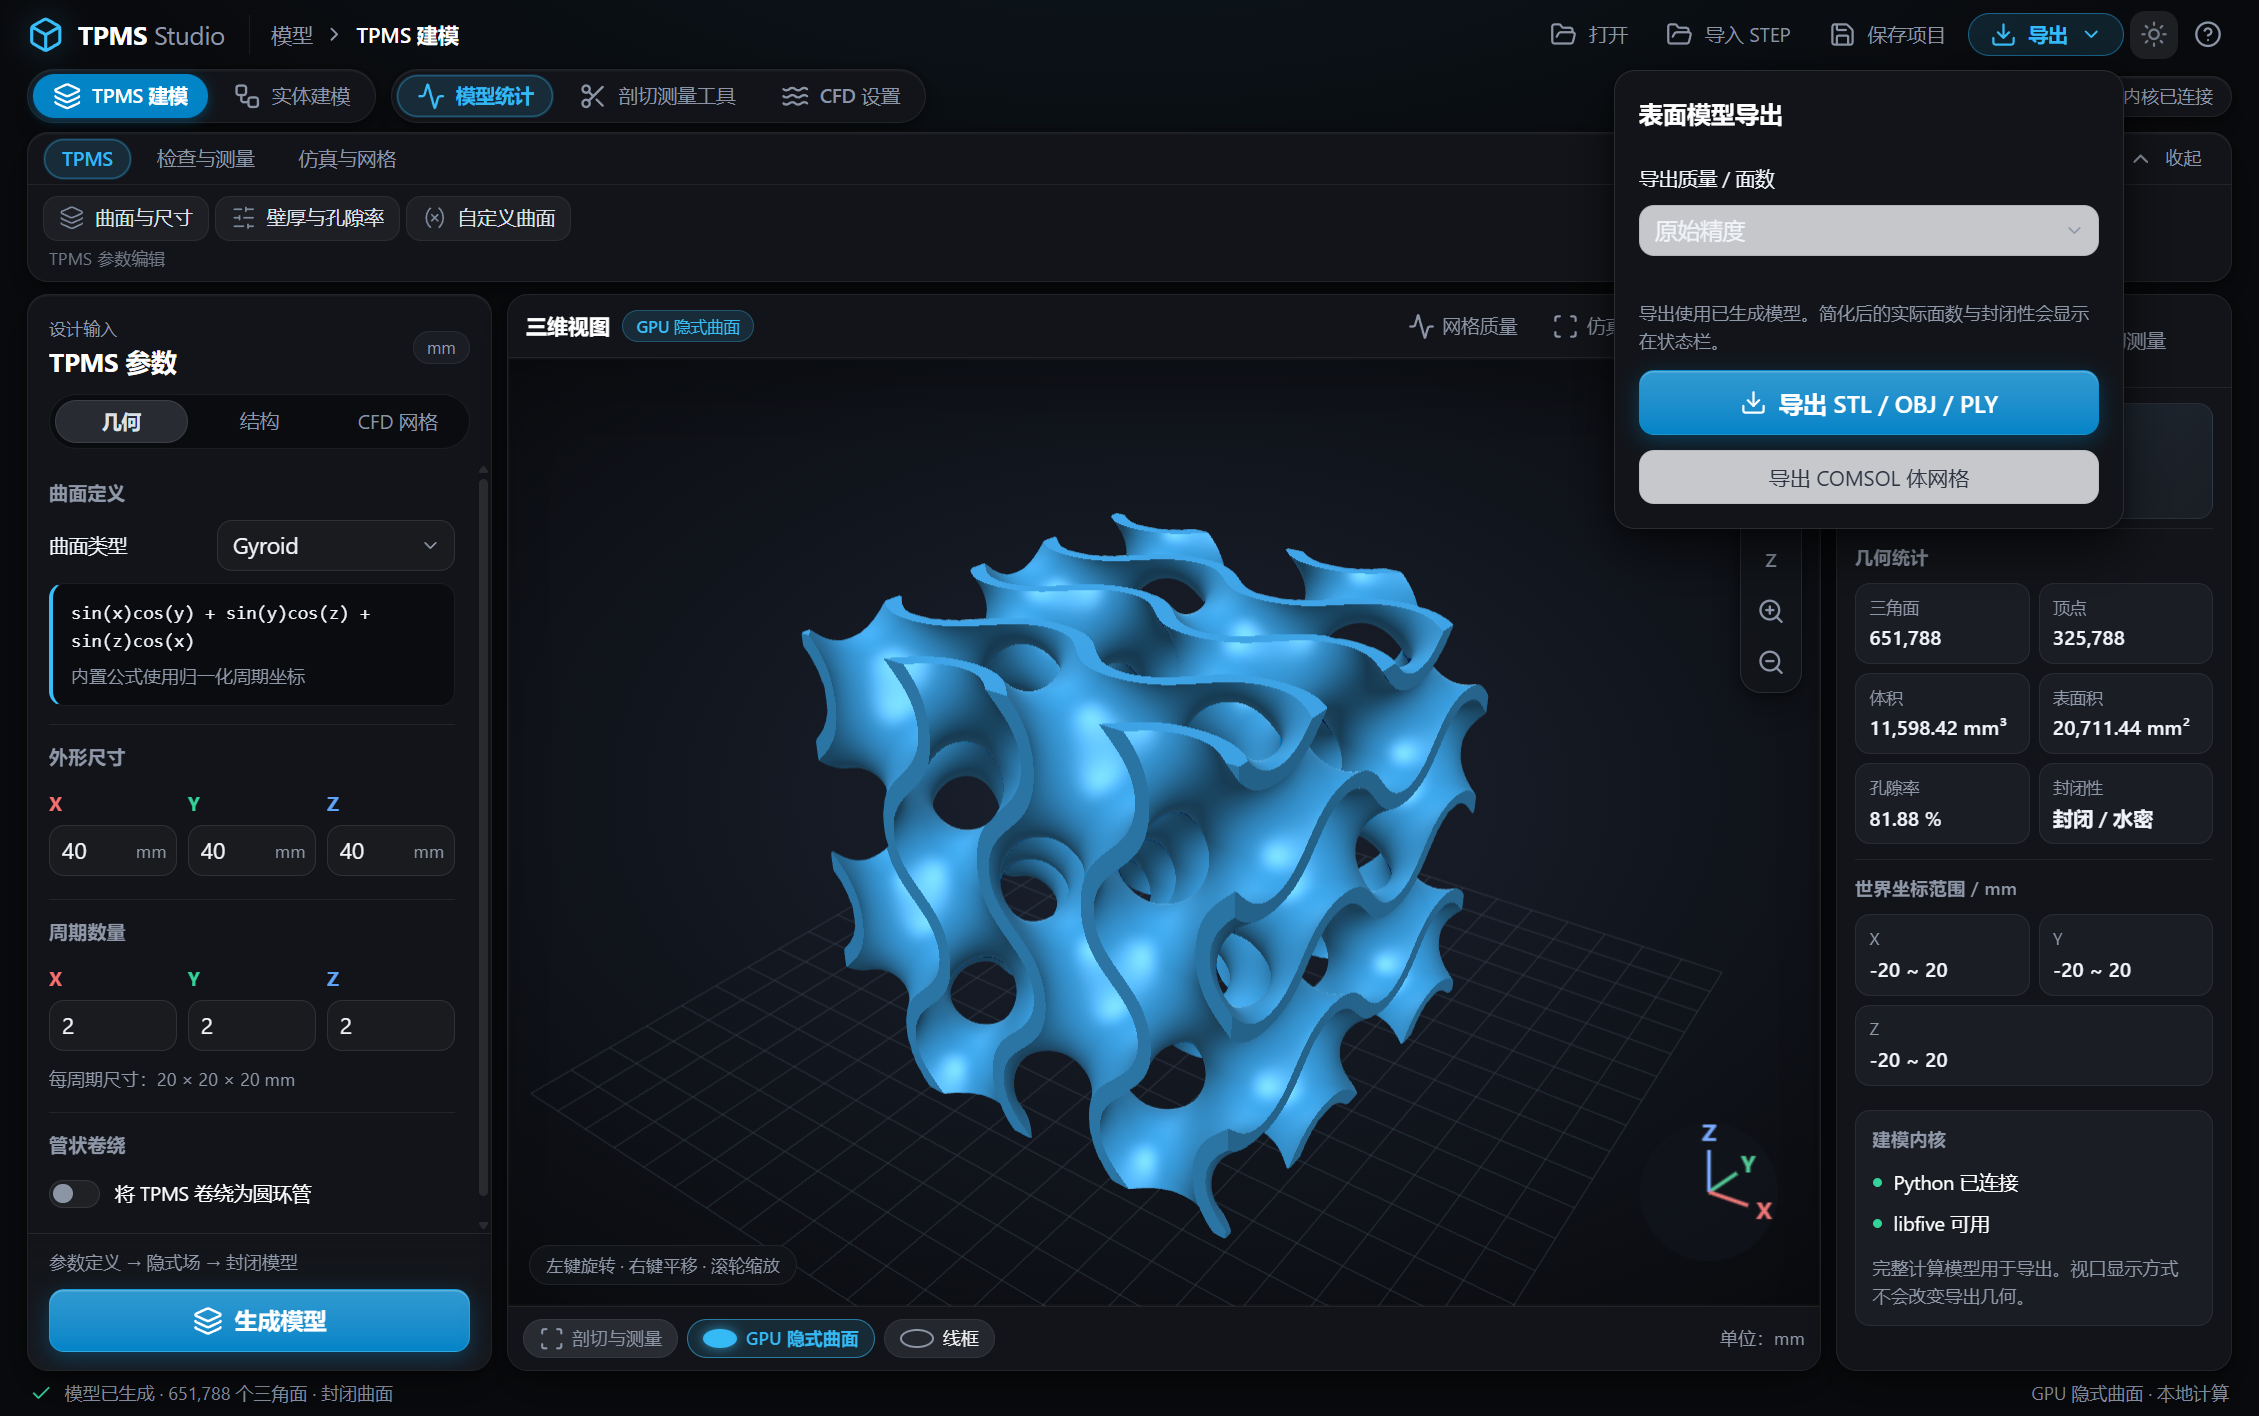 TPMS Studio
模型 > TPMS 建模
打开
导入 STEP
保存项目
导出
TPMS 建模
实体建模
模型统计
剖切测量工具
CFD 设置
内核已连接
TPMS
检查与测量
仿真与网格
收起
曲面与尺寸
壁厚与孔隙率
自定义曲面
TPMS 参数编辑
表面模型导出
导出质量 / 面数
原始精度
导出使用已生成模型。简化后的实际面数与封闭性会显示
在状态栏。
导出 STL / OBJ / PLY
导出 COMSOL 体网格
设计输入
TPMS 参数
mm
几何
结构
CFD 网格
曲面定义
曲面类型
Gyroid
sin(x)cos(y) + sin(y)cos(z) +
sin(z)cos(x)
内置公式使用归一化周期坐标
外形尺寸
X Y Z
40 mm 40 mm 40 mm
周期数量
X Y Z
2 2 2
每周期尺寸：20 × 20 × 20 mm
管状卷绕
将 TPMS 卷绕为圆环管
参数定义 → 隐式场 → 封闭模型
生成模型
三维视图
GPU 隐式曲面
网格质量
仿真
Z
Z
Y
X
左键旋转 · 右键平移 · 滚轮缩放
剖切与测量
GPU 隐式曲面
线框
单位：mm
测量
几何统计
三角面
651,788
顶点
325,788
体积
11,598.42 mm³
表面积
20,711.44 mm²
孔隙率
81.88 %
封闭性
封闭 / 水密
世界坐标范围 / mm
X
-20 ~ 20
Y
-20 ~ 20
Z
-20 ~ 20
建模内核
Python 已连接
libfive 可用
完整计算模型用于导出。视口显示方式
不会改变导出几何。
模型已生成 · 651,788 个三角面 · 封闭曲面
GPU 隐式曲面 · 本地计算